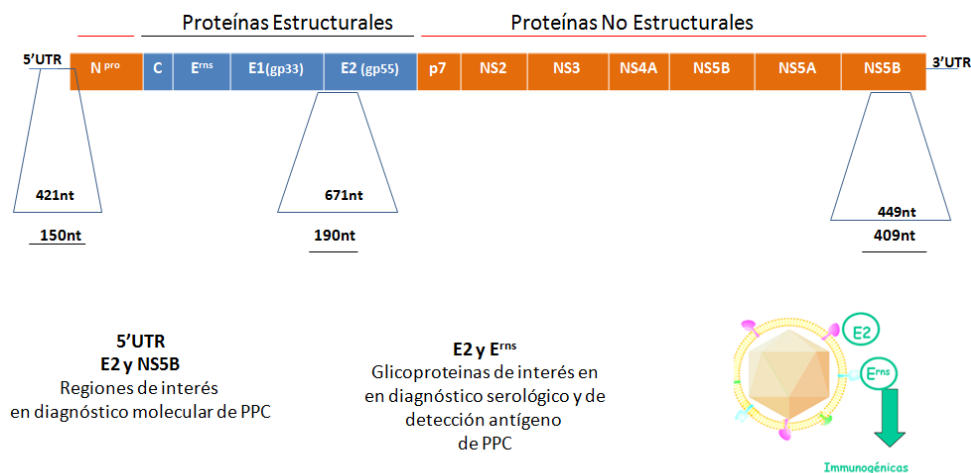 Proteínas Estructurales
Proteínas No Estructurales
5'UTR
N pro
C
Erns
E1(gp33)
E2 (gp55)
p7
NS2
NS3
NS4A
NS5B
NS5A
NS5B
3'UTR
421nt
671nt
449nt
150nt
190nt
409nt
5'UTR
E2 y NS5B
Regiones de interés
en diagnóstico molecular de PPC
E2 y Erns
Glicoproteinas de interés en
en diagnóstico serológico y de
detección antígeno
de PPC
E2
Erns
Immunogénicas